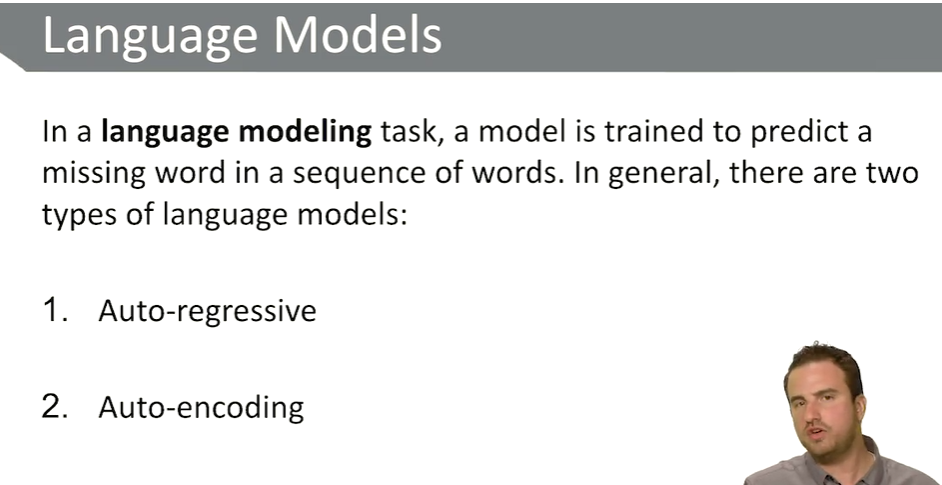 Language Models
In a language modeling task, a model is trained to predict a
missing word in a sequence of words. In general, there are two
types of language models:
1. Auto-regressive
2. Auto-encoding